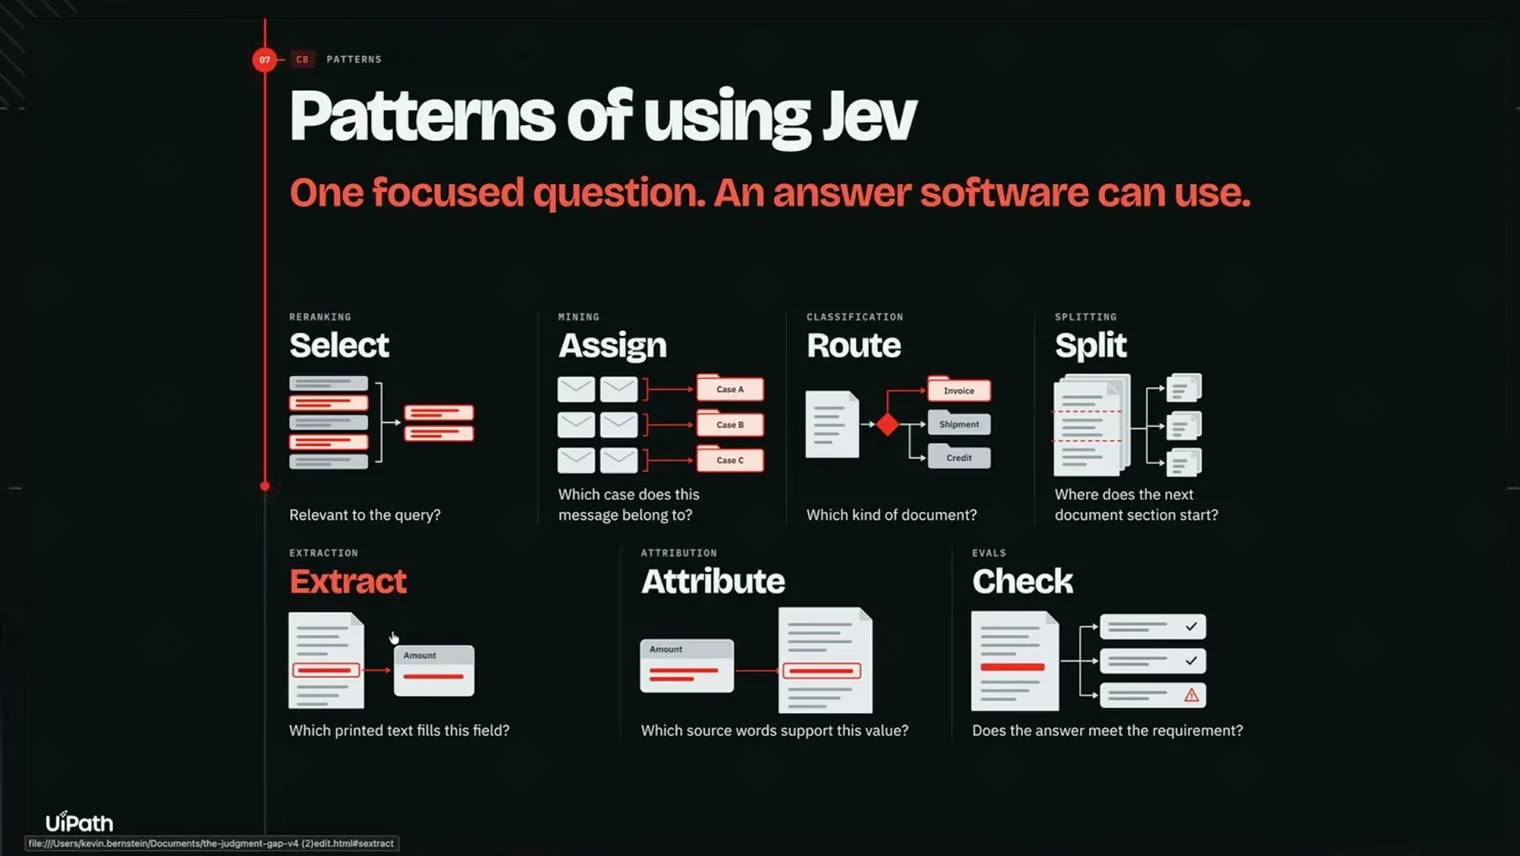 07
C8 PATTERNS
Patterns of using Jev
One focused question. An answer software can use.
RERANKING
Select
Relevant to the query?
MINING
Assign
Case A
Case B
Case C
Which case does this
message belong to?
CLASSIFICATION
Route
Invoice
Shipment
Credit
Which kind of document?
SPLITTING
Split
Where does the next
document section start?
EXTRACTION
Extract
Amount
Which printed text fills this field?
ATTRIBUTION
Attribute
Amount
Which source words support this value?
EVALS
Check
Does the answer meet the requirement?
UiPath
file:///Users/kevin.bernstein/Documents/the-judgment-gap-v4 (2)edit.html#sextract